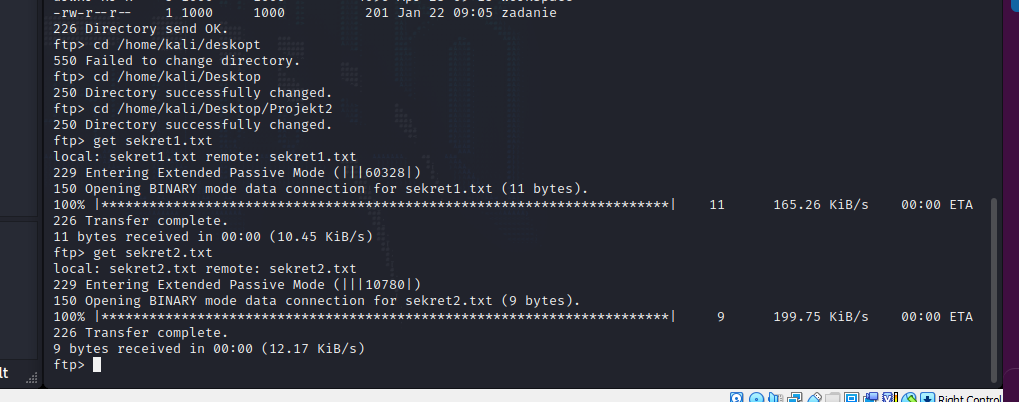 -rw-r--r-- 1 1000 1000 201 Jan 22 09:05 zadanie
226 Directory send OK.
ftp> cd /home/kali/deskopt
550 Failed to change directory.
ftp> cd /home/kali/Desktop
250 Directory successfully changed.
ftp> cd /home/kali/Desktop/Projekt2
250 Directory successfully changed.
ftp> get sekret1.txt
local: sekret1.txt remote: sekret1.txt
229 Entering Extended Passive Mode (|||60328|)
150 Opening BINARY mode data connection for sekret1.txt (11 bytes).
100% |************************************************************************| 11 165.26 KiB/s 00:00 ETA
226 Transfer complete.
11 bytes received in 00:00 (10.45 KiB/s)
ftp> get sekret2.txt
local: sekret2.txt remote: sekret2.txt
229 Entering Extended Passive Mode (|||10780|)
150 Opening BINARY mode data connection for sekret2.txt (9 bytes).
100% |************************************************************************| 9 199.75 KiB/s 00:00 ETA
226 Transfer complete.
9 bytes received in 00:00 (12.17 KiB/s)
ftp>
lt
Right Control